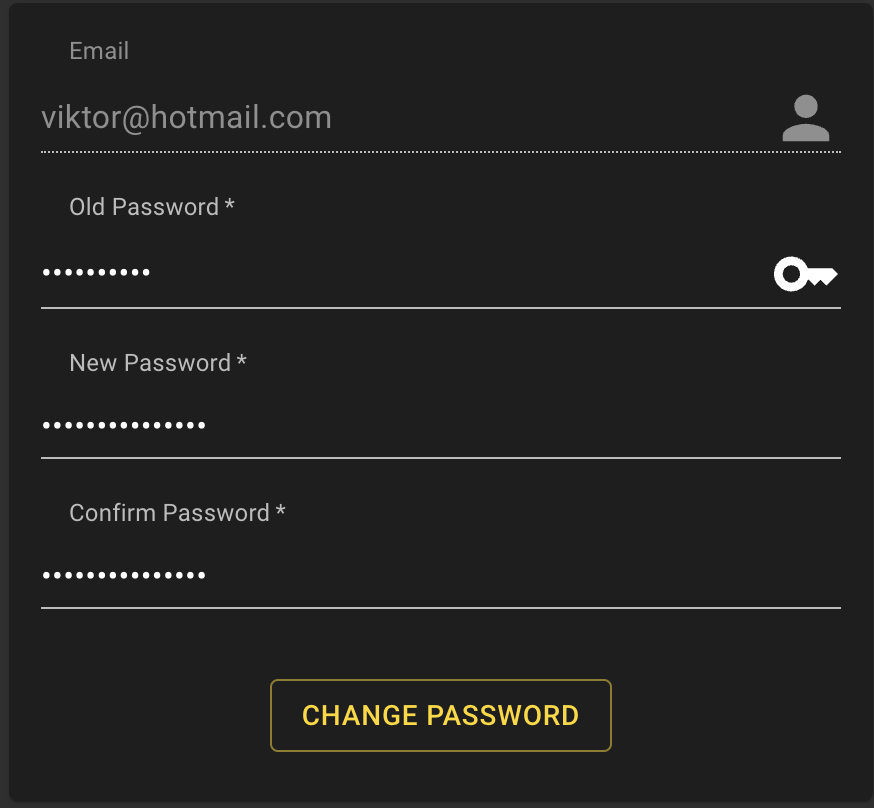 Email
viktor@hotmail.com
Old Password *
••••••••••
New Password *
•••••••••••••••
Confirm Password *
•••••••••••••••
CHANGE PASSWORD